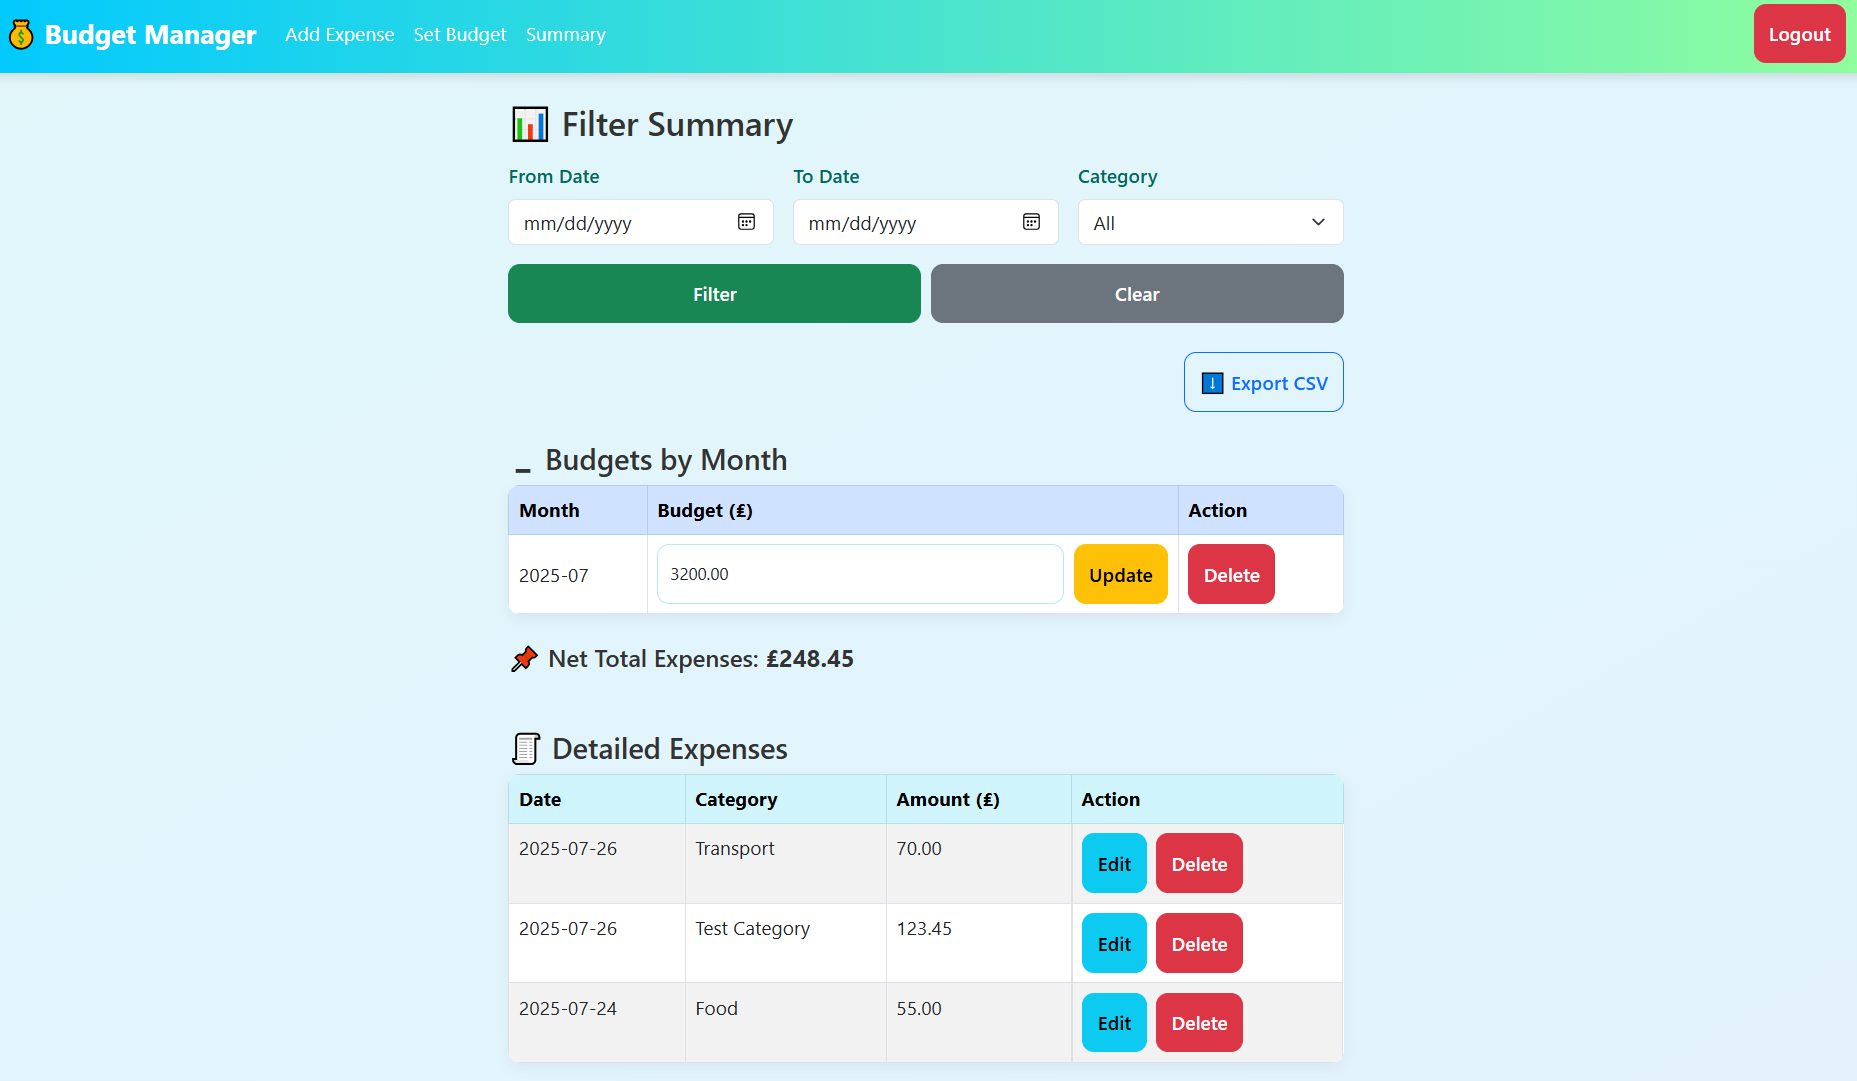 Budget Manager Add Expense Set Budget Summary Logout
Filter Summary
From Date To Date Category
mm/dd/yyyy mm/dd/yyyy All
Filter Clear
Export CSV
Budgets by Month
Month Budget (£) Action
2025-07 3200.00 Update Delete
Net Total Expenses: £248.45
Detailed Expenses
Date Category Amount (£) Action
2025-07-26 Transport 70.00 Edit Delete
2025-07-26 Test Category 123.45 Edit Delete
2025-07-24 Food 55.00 Edit Delete